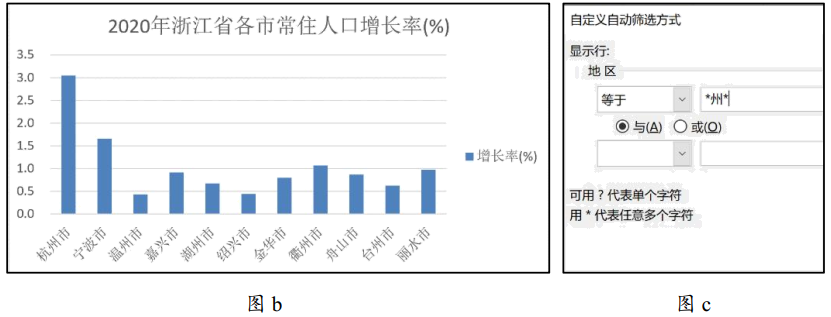 2020年浙江省各市常住人口增长率(%)
3.5
3.0
2.5
2.0
1.5
1.0
0.5
0.0
杭州市
宁波市
温州市
嘉兴市
湖州市
绍兴市
金华市
衢州市
舟山市
台州市
丽水市
增长率(%)
图 b
自定义自动筛选方式
显示行:
地区
等于
*州*
与(A) 或(O)
可用 ? 代表单个字符
用 * 代表任意多个字符
图 c